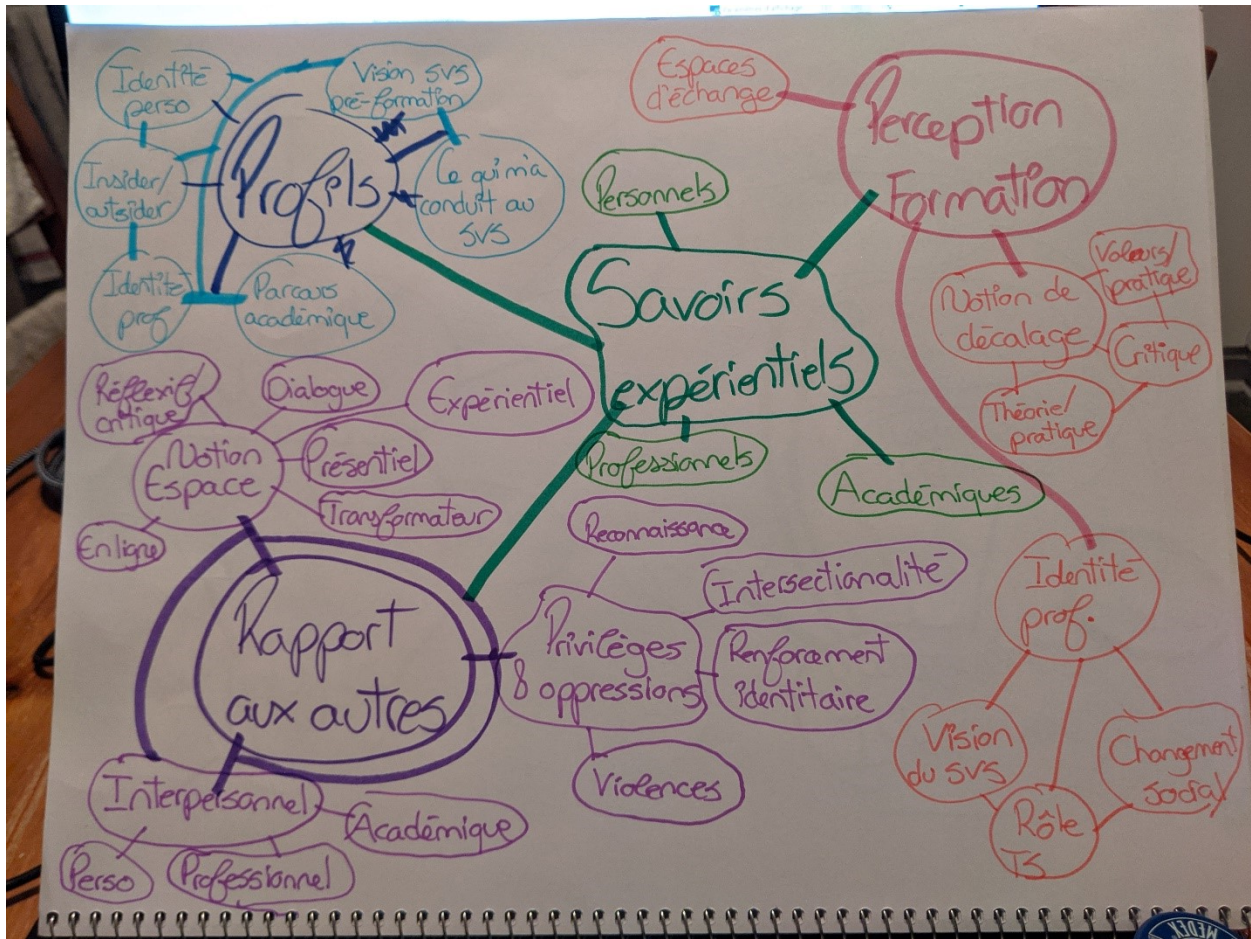 Identité
perso
Vision SVS
pré-formation
Profils
Insider/
outsider
Ce qui m'a
conduit au
SVS
Identité
prof
Parcours
académique
Espaces
d'échange
Perception
Formation
Personnels
Savoirs
expérientiels
Professionnels
Académiques
Notion de
décalage
Valeurs/
pratique
Critique
Théorie/
pratique
Réflexif/
critique
Dialogue
Expérientiel
Notion
Espace
Présentiel
Transformateur
En ligne
Reconnaissance
Intersectionalité
Privilèges
& oppressions
Renforcement
identitaire
Violences
Rapport
aux autres
Interpersonnel
Académique
Perso
Professionnel
Identité
prof.
Vision
du SVS
Changement
social
Rôle
TS